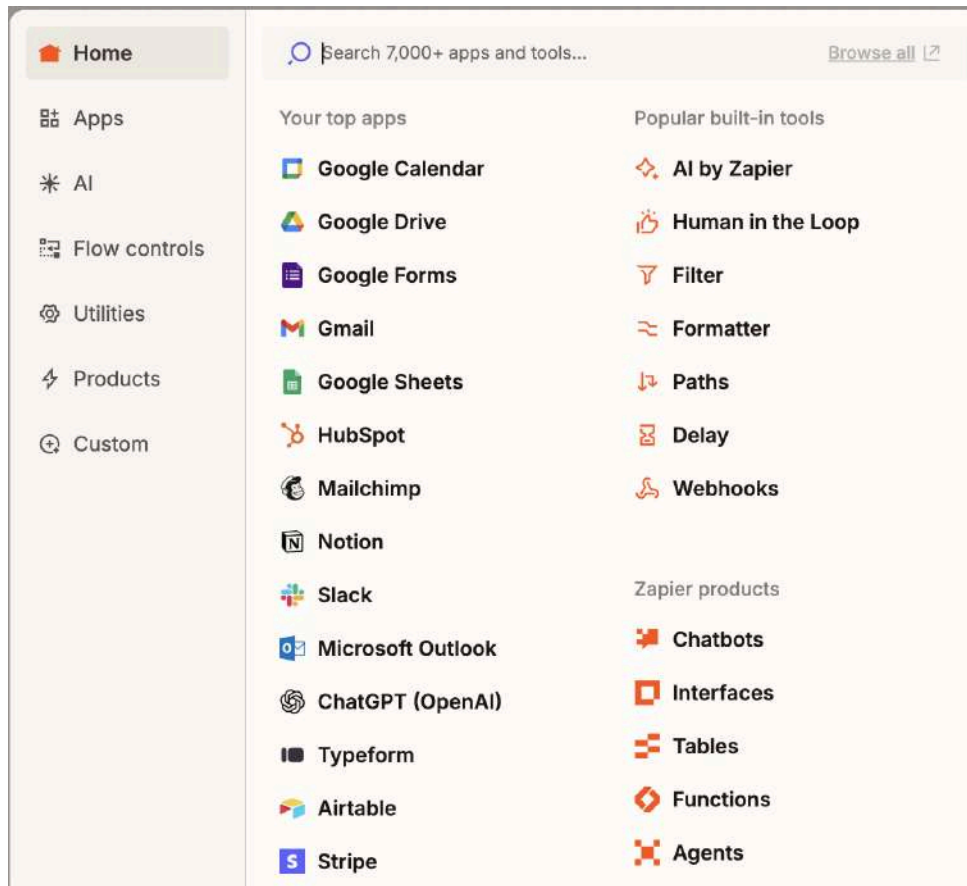 Home
Apps
AI
Flow controls
Utilities
Products
Custom
Search 7,000+ apps and tools...
Browse all
Your top apps
Google Calendar
Google Drive
Google Forms
Gmail
Google Sheets
HubSpot
Mailchimp
Notion
Slack
Microsoft Outlook
ChatGPT (OpenAI)
Typeform
Airtable
Stripe
Popular built-in tools
AI by Zapier
Human in the Loop
Filter
Formatter
Paths
Delay
Webhooks
Zapier products
Chatbots
Interfaces
Tables
Functions
Agents